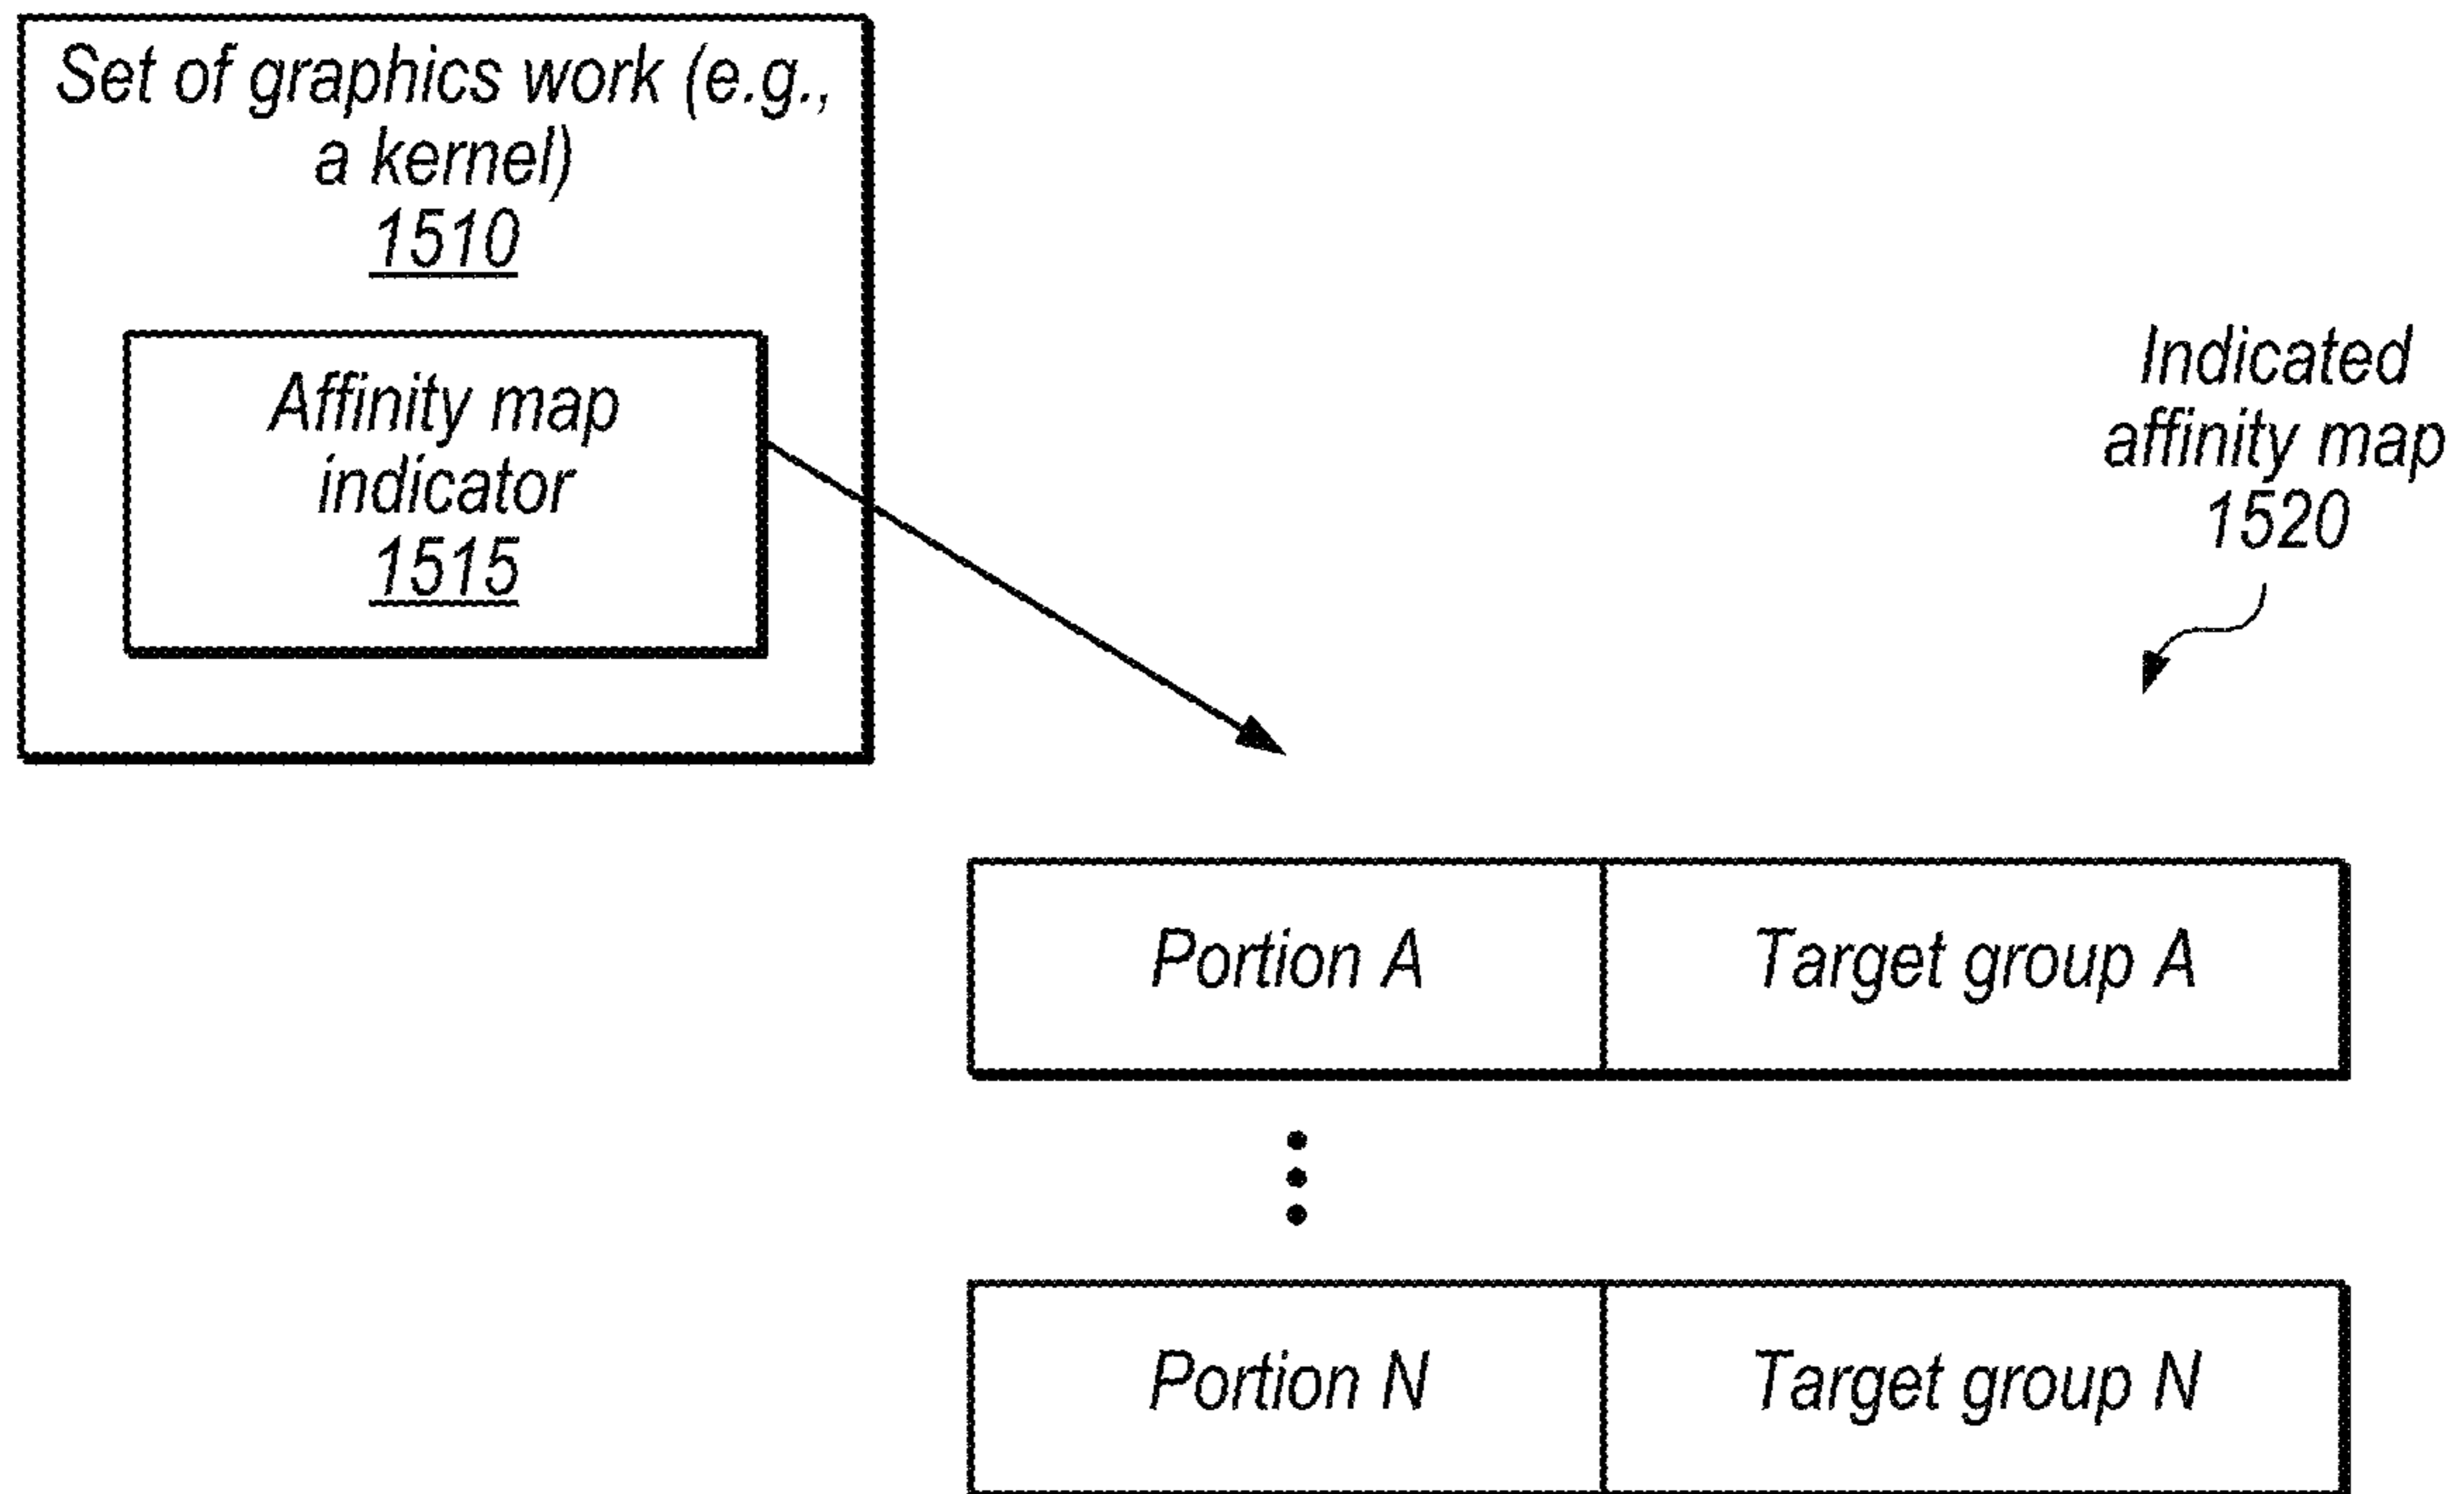 Set of graphics work (e.g.,
a kernel)
1510
Affinity map
indicator
1515
Indicated
affinity map
1520
Portion A
Target group A
Portion N
Target group N